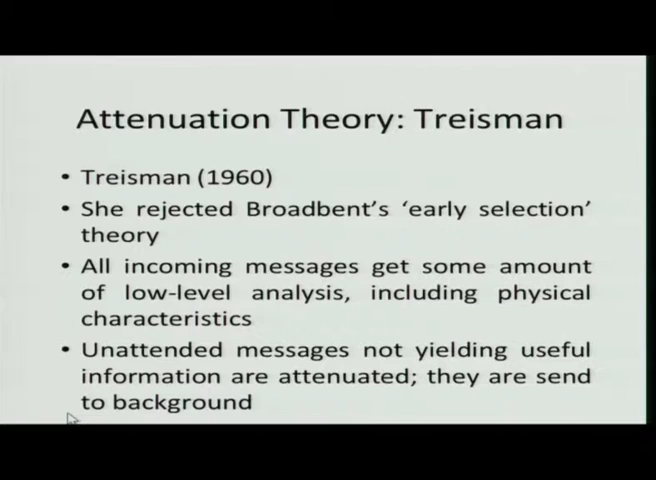 Attenuation Theory: Treisman
• Treisman (1960)
• She rejected Broadbent’s ‘early selection’
theory
• All incoming messages get some amount
of low-level analysis, including physical
characteristics
• Unattended messages not yielding useful
information are attenuated; they are send
to background